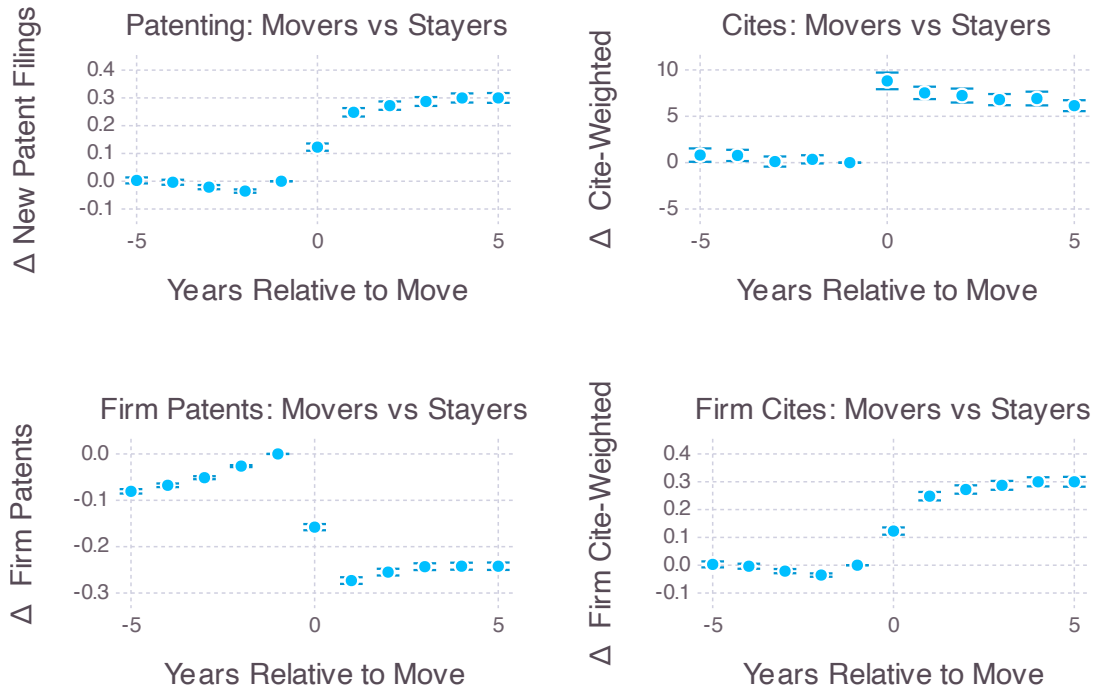 Patenting: Movers vs Stayers
Δ New Patent Filings
0.4
0.3
0.2
0.1
0.0
-0.1
-5
0
5
Years Relative to Move
Cites: Movers vs Stayers
Δ Cite-Weighted
10
5
0
-5
-5
0
5
Years Relative to Move
Firm Patents: Movers vs Stayers
Δ Firm Patents
0.0
-0.1
-0.2
-0.3
-5
0
5
Years Relative to Move
Firm Cites: Movers vs Stayers
Δ Firm Cite-Weighted
0.4
0.3
0.2
0.1
0.0
-0.1
-5
0
5
Years Relative to Move